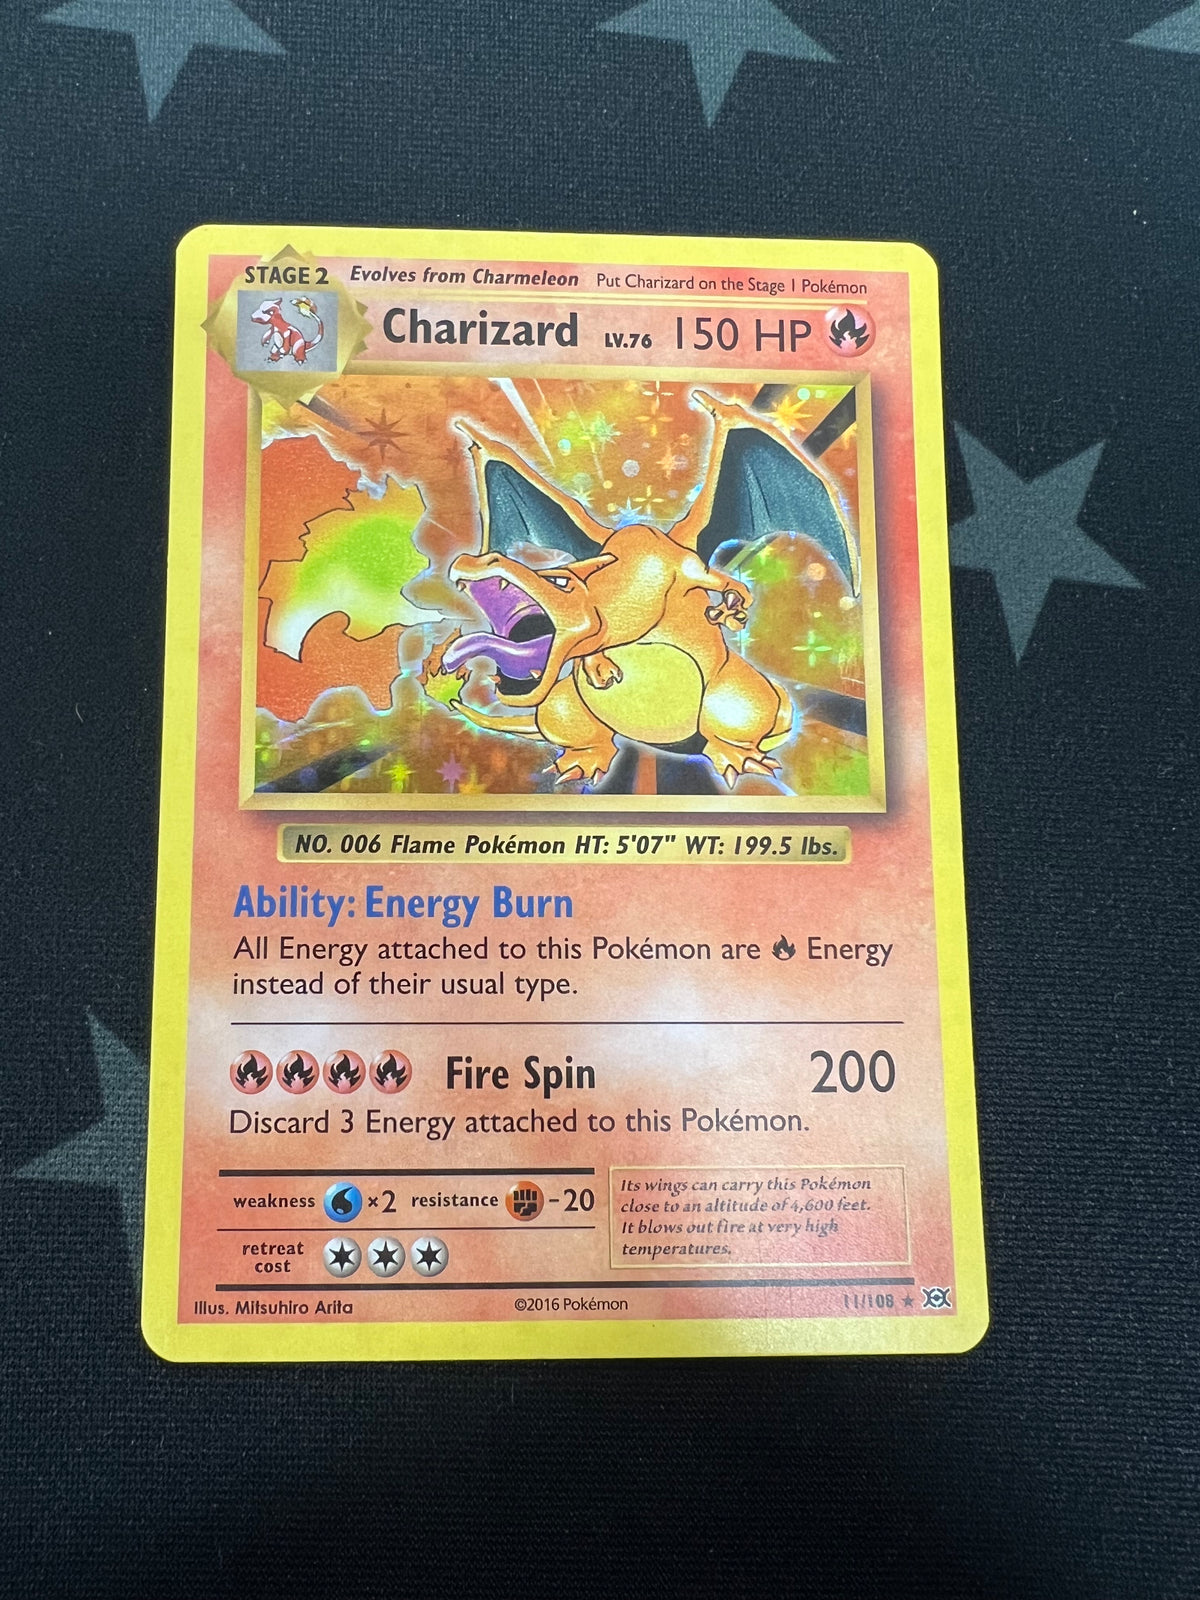 STAGE 2 Evolves from Charmeleon Put Charizard on the Stage 1 Pokémon
Charizard LV.76 150 HP
NO. 006 Flame Pokémon HT: 5'07" WT: 199.5 lbs.
Ability: Energy Burn
All Energy attached to this Pokémon are Energy
instead of their usual type.
Fire Spin 200
Discard 3 Energy attached to this Pokémon.
weakness ×2 resistance -20
retreat
cost
Its wings can carry this Pokémon
close to an altitude of 4,600 feet.
It blows out fire at very high
temperatures.
Illus. Mitsuhiro Arita ©2016 Pokémon 11/108